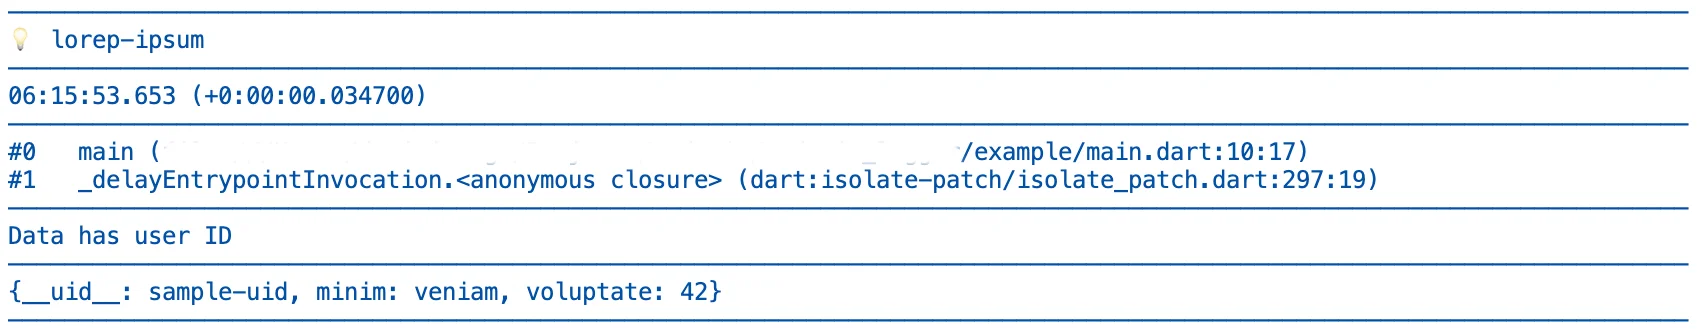 💡 lorep-ipsum
06:15:53.653 (+0:00:00.034700)
#0   main (/example/main.dart:10:17)
#1   _delayEntrypointInvocation.<anonymous closure> (dart:isolate-patch/isolate_patch.dart:297:19)
Data has user ID
{__uid__: sample-uid, minim: veniam, voluptate: 42}